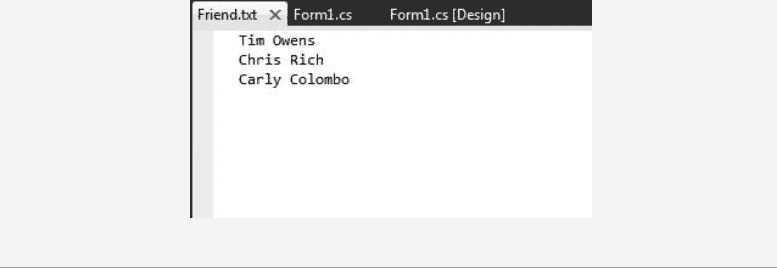 Friend.txt X Form1.cs Form1.cs [Design]
Tim Owens
Chris Rich
Carly Colombo